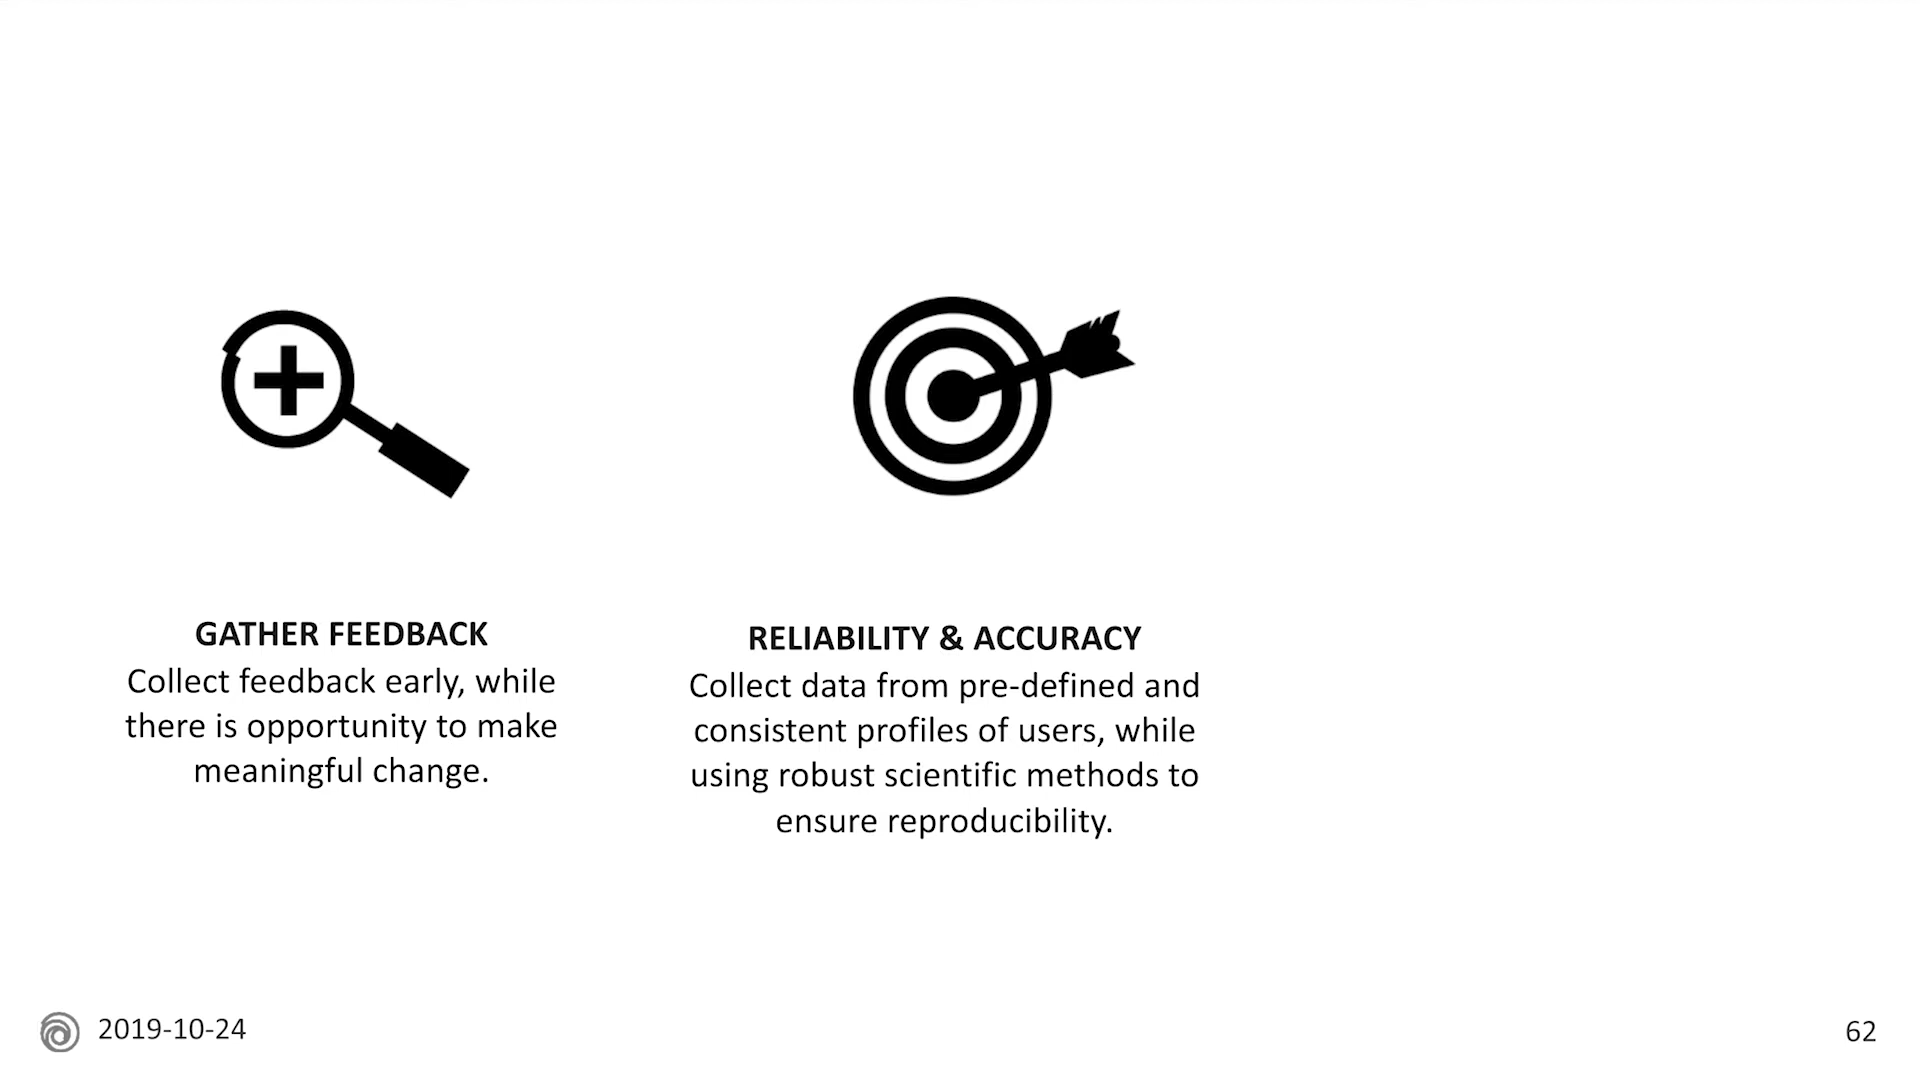 GATHER FEEDBACK
Collect feedback early, while
there is opportunity to make
meaningful change.
RELIABILITY & ACCURACY
Collect data from pre-defined and
consistent profiles of users, while
using robust scientific methods to
ensure reproducibility.
2019-10-24
62